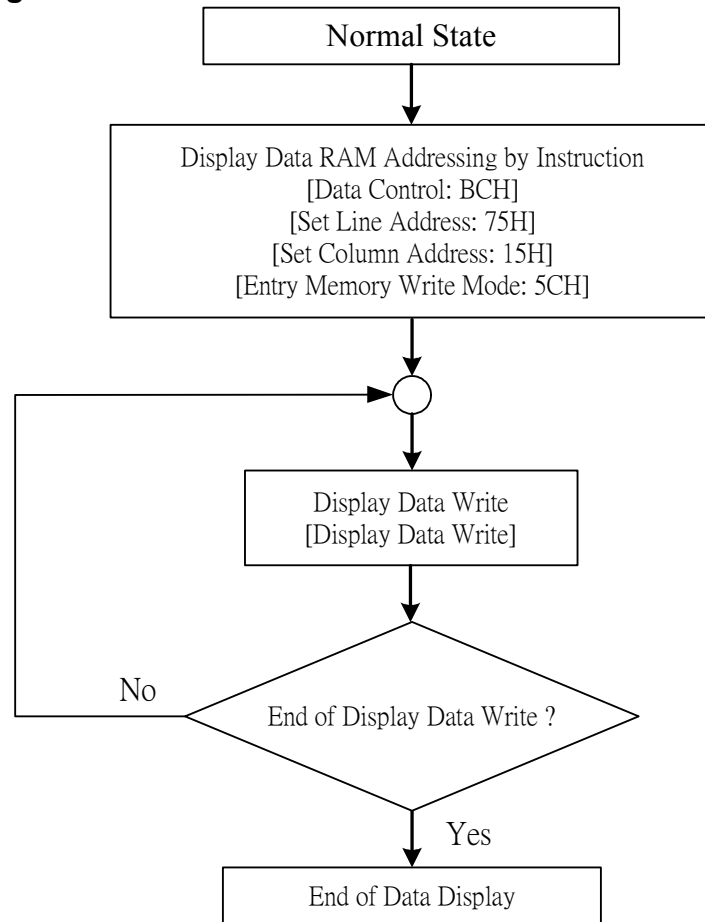 g
Normal State
Display Data RAM Addressing by Instruction
[Data Control: BCH]
[Set Line Address: 75H]
[Set Column Address: 15H]
[Entry Memory Write Mode: 5CH]
Display Data Write
[Display Data Write]
No
End of Display Data Write ?
Yes
End of Data Display